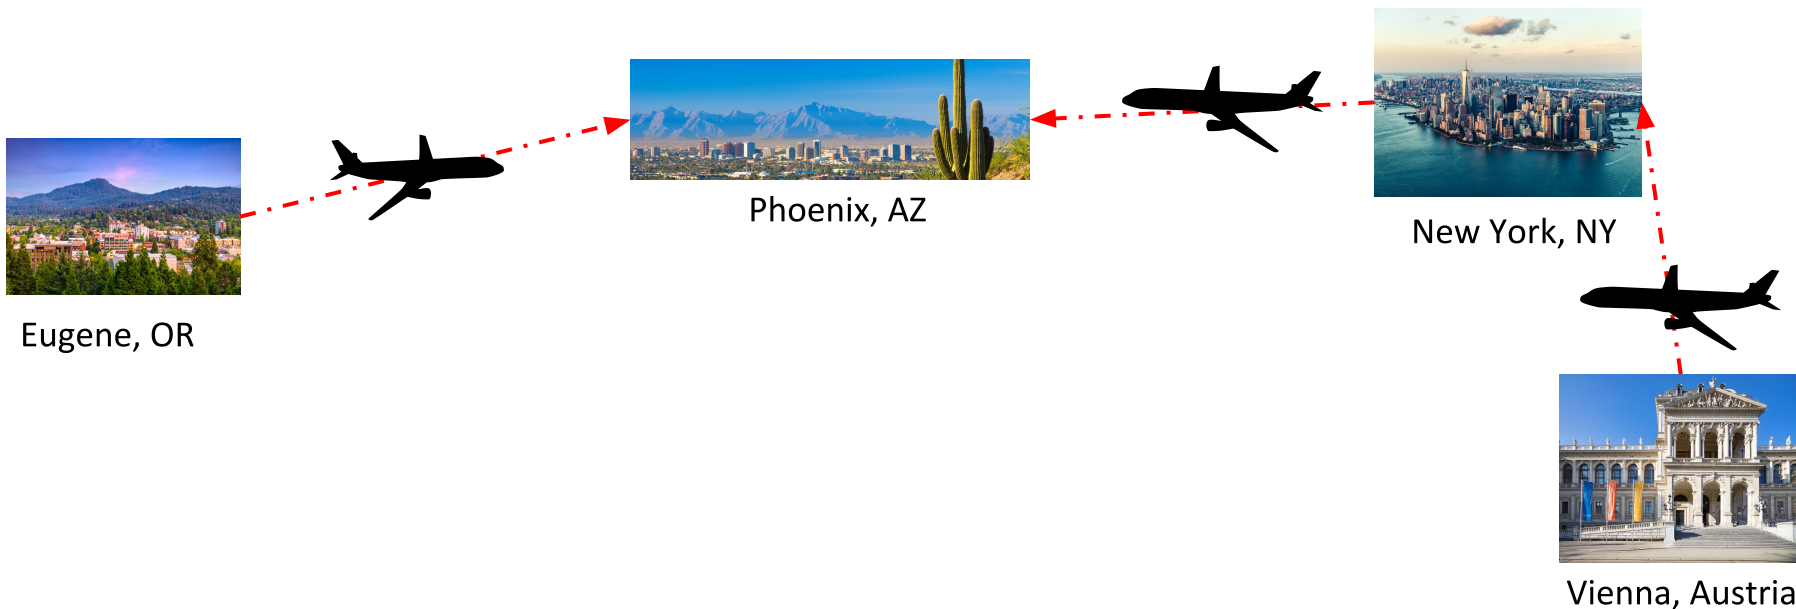 Phoenix, AZ
New York, NY
Eugene, OR
Vienna, Austria